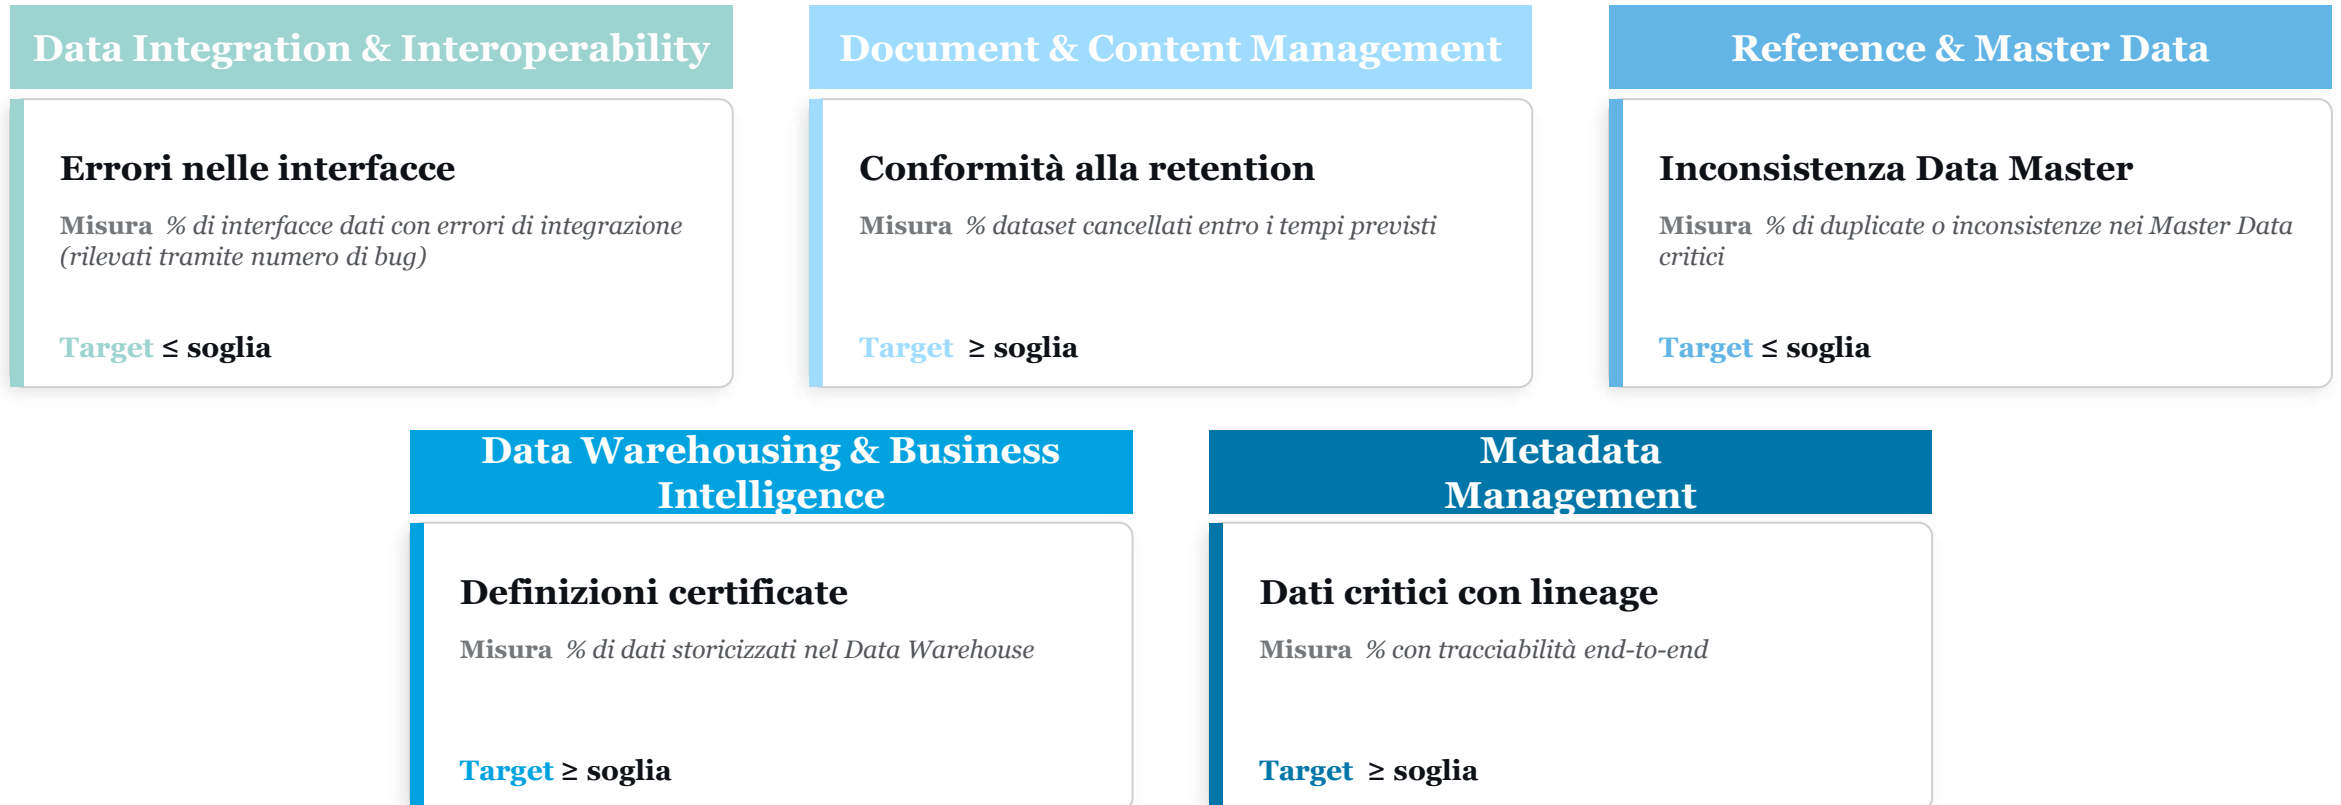 Data Integration & Interoperability
Document & Content Management
Reference & Master Data
Errori nelle interfacce
Misura % di interfacce dati con errori di integrazione
(rilevati tramite numero di bug)
Target ≤ soglia
Conformità alla retention
Misura % dataset cancellati entro i tempi previsti
Target ≥ soglia
Inconsistenza Data Master
Misura % di duplicate o inconsistenze nei Master Data
critici
Target ≤ soglia
Data Warehousing & Business
Intelligence
Metadata
Management
Definizioni certificate
Misura % di dati storicizzati nel Data Warehouse
Target ≥ soglia
Dati critici con lineage
Misura % con tracciabilità end-to-end
Target ≥ soglia